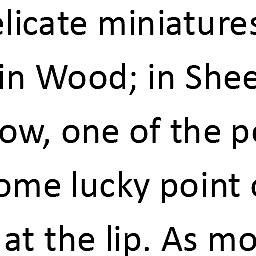 elicate miniatures
in Wood; in Shee
ow, one of the p
ome lucky point
at the lip. As mo